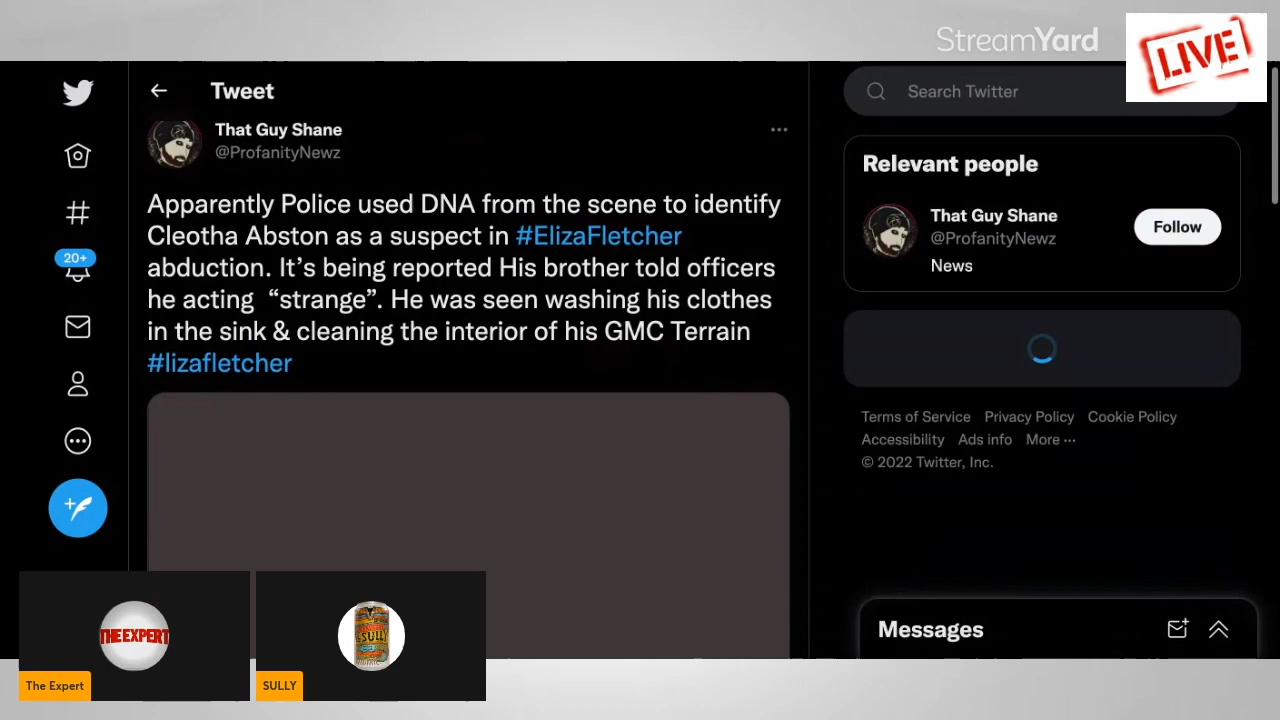 StreamYard
LIVE
Tweet
Search Twitter
That Guy Shane
@ProfanityNewz
Apparently Police used DNA from the scene to identify
Cleotha Abston as a suspect in #ElizaFletcher
abduction. It’s being reported His brother told officers
he acting “strange”. He was seen washing his clothes
in the sink & cleaning the interior of his GMC Terrain
#lizafletcher
20+
Relevant people
That Guy Shane
@ProfanityNewz
Follow
News
Terms of Service Privacy Policy Cookie Policy
Accessibility Ads info More
© 2022 Twitter, Inc.
Messages
THE EXPERT
SULLY
The Expert
SULLY